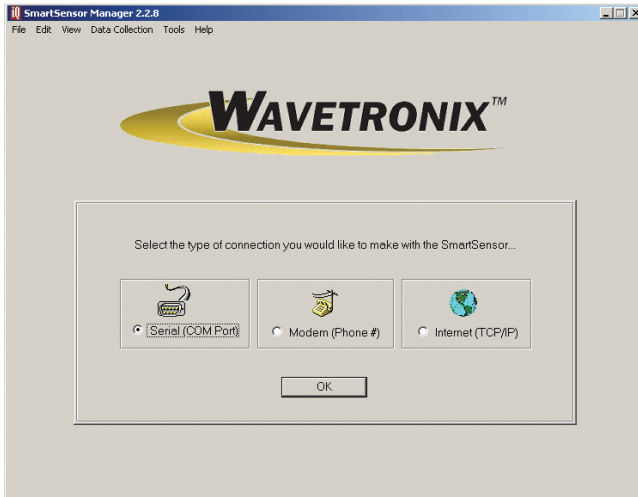 SmartSensor Manager 2.2.8
File Edit View Data Collection Tools Help
WAVETRONIX™
Select the type of connection you would like to make with the SmartSensor...
Serial (COM Port) Modem (Phone #) Internet (TCP/IP)
OK